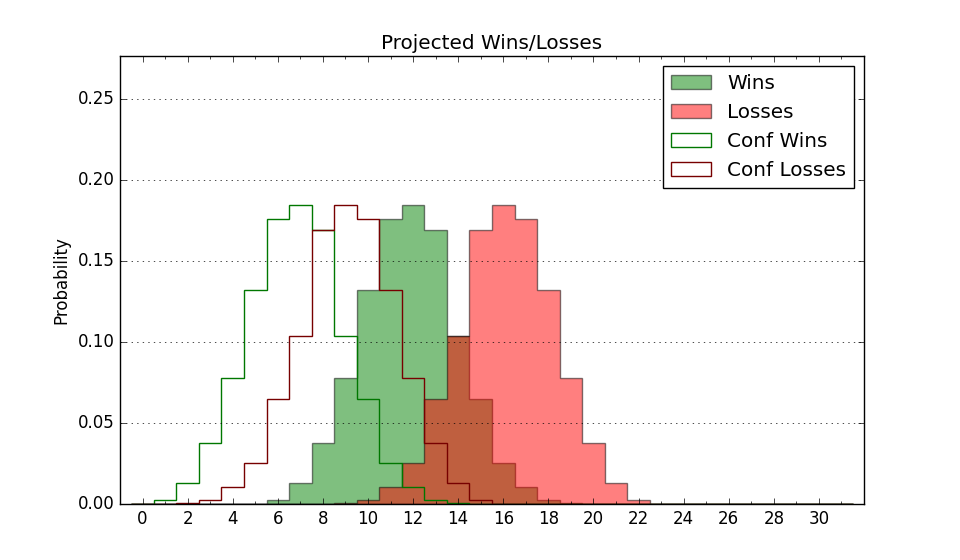 Projected Wins/Losses
Wins
Losses
Conf Wins
Conf Losses
Probability
0.25
0.20
0.15
0.10
0.05
0.00
0 2 4 6 8 10 12 14 16 18 20 22 24 26 28 30